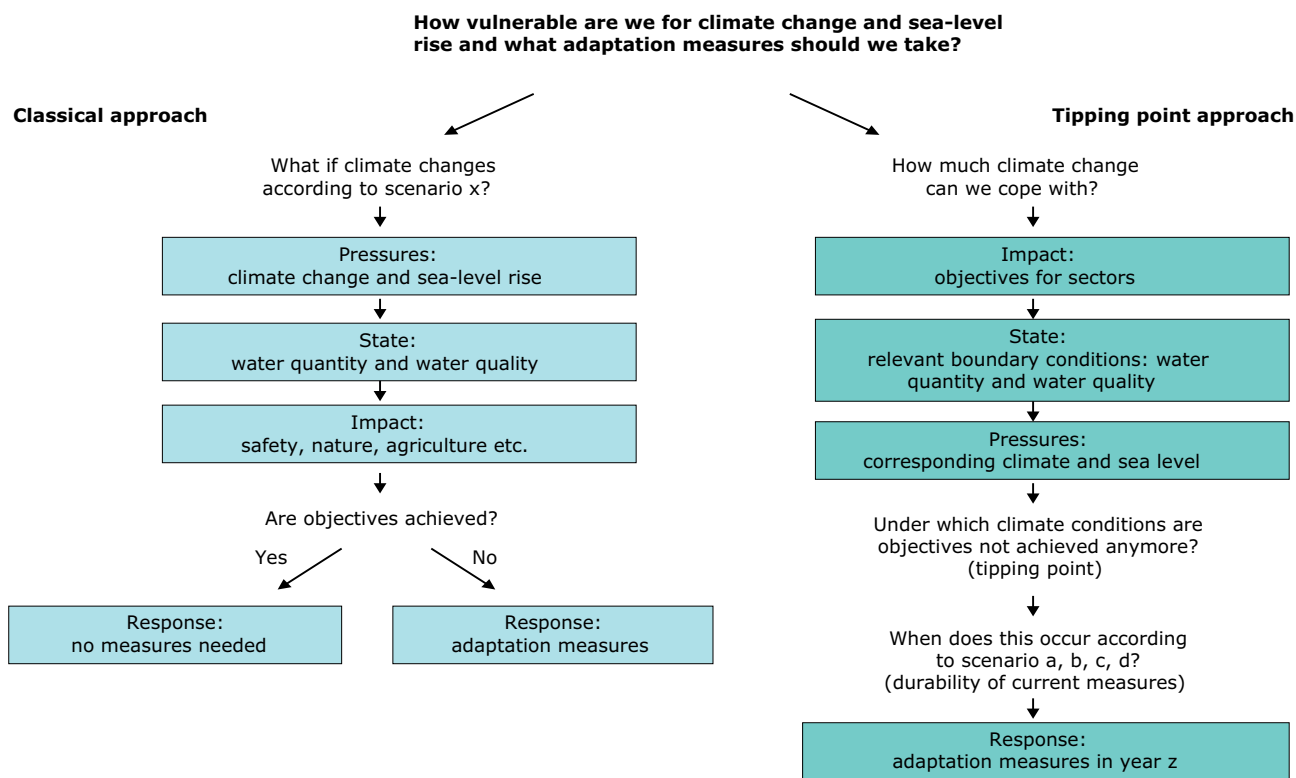 How vulnerable are we for climate change and sea-level
rise and what adaptation measures should we take?
Classical approach
What if climate changes
according to scenario x?
Pressures:
climate change and sea-level rise
State:
water quantity and water quality
Impact:
safety, nature, agriculture etc.
Are objectives achieved?
Yes
No
Response:
no measures needed
Response:
adaptation measures
Tipping point approach
How much climate change
can we cope with?
Impact:
objectives for sectors
State:
relevant boundary conditions: water
quantity and water quality
Pressures:
corresponding climate and sea level
Under which climate conditions are
objectives not achieved anymore?
(tipping point)
When does this occur according
to scenario a, b, c, d?
(durability of current measures)
Response:
adaptation measures in year z